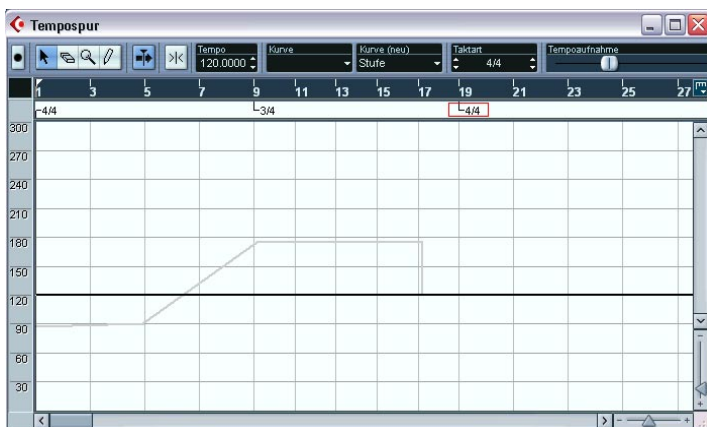 Tempospur
Tempo
120.0000
Kurve
Kurve (neu)
Stufe
Taktart
4/4
Tempoaufnahme
1 3 5 7 9 11 13 15 17 19 21 23 25 27
4/4 3/4 4/4
300
270
240
210
180
150
120
90
60
30